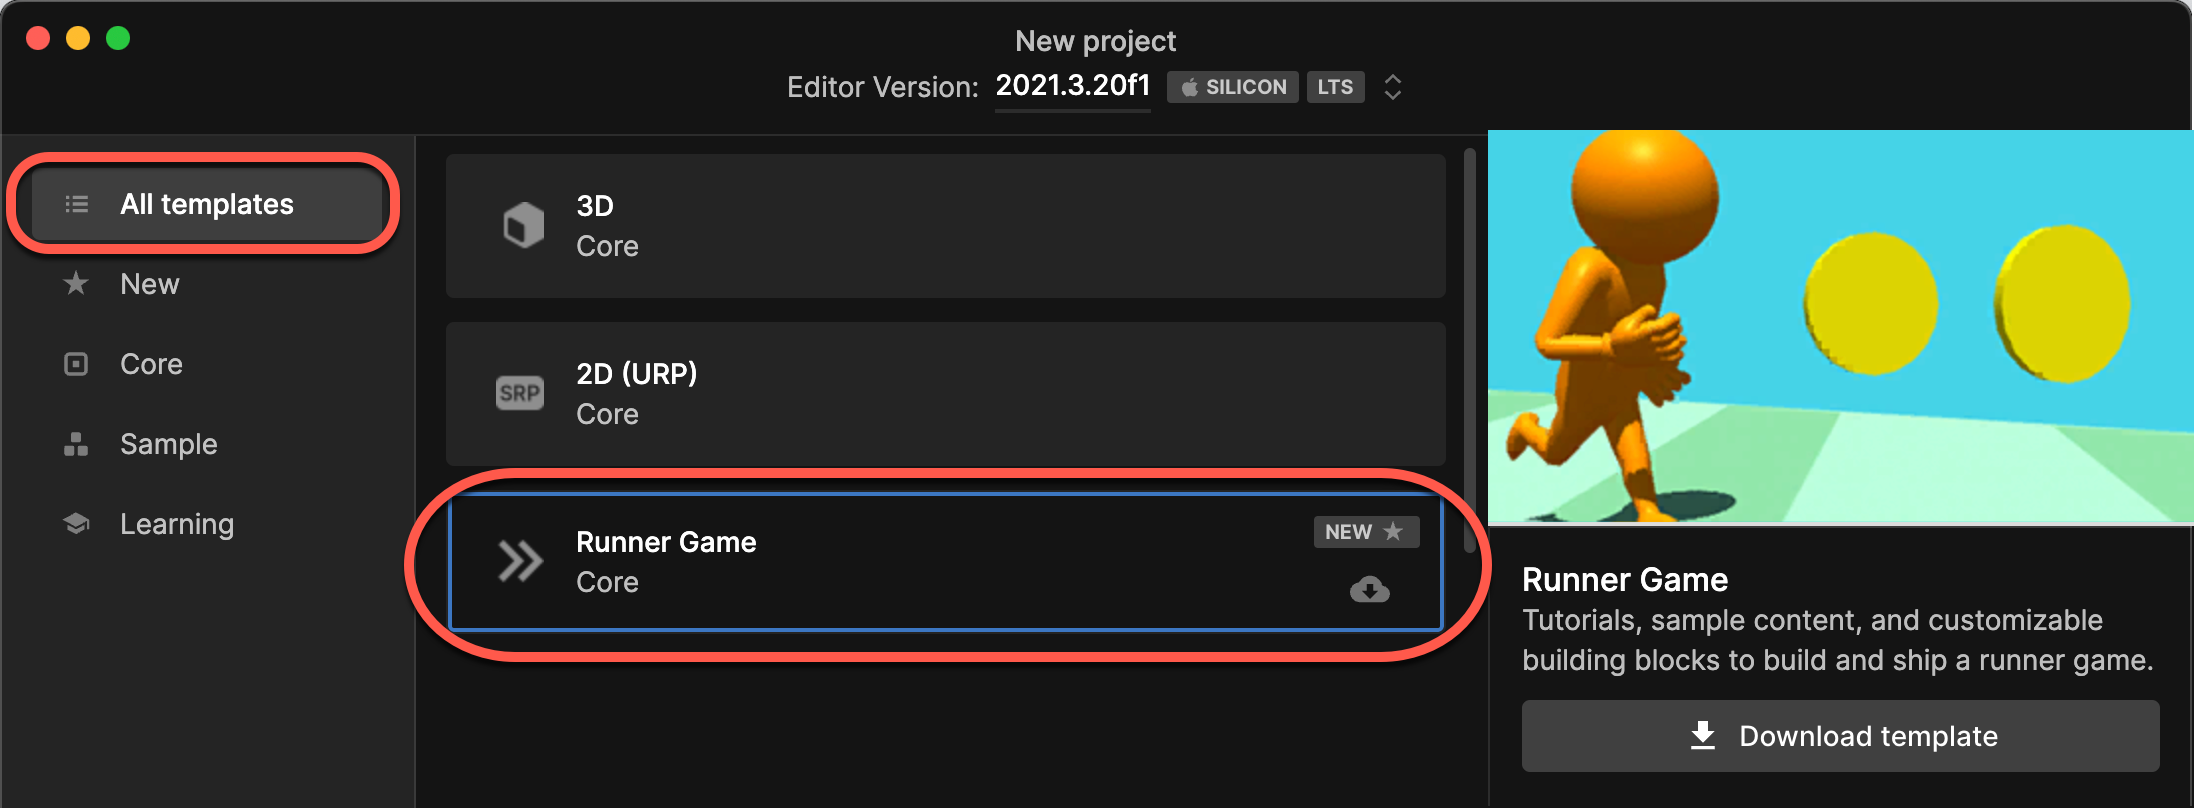 New project
Editor Version: 2021.3.20f1 SILICON LTS
All templates
New
Core
Sample
Learning
3D
Core
SRP
2D (URP)
Core
Runner Game
Core
NEW
Runner Game
Tutorials, sample content, and customizable
building blocks to build and ship a runner game.
Download template